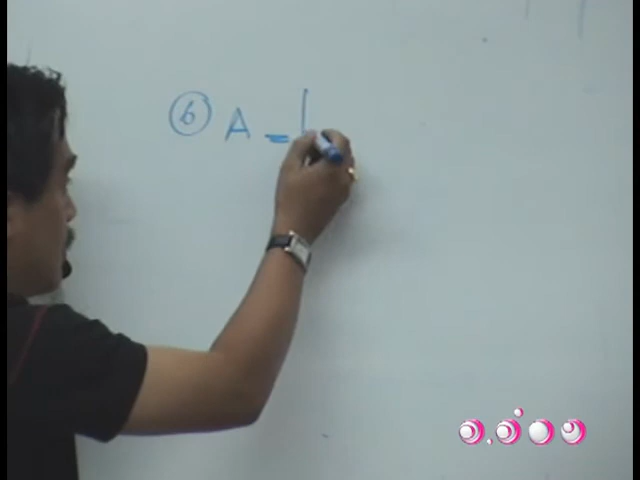 ⑥ A =